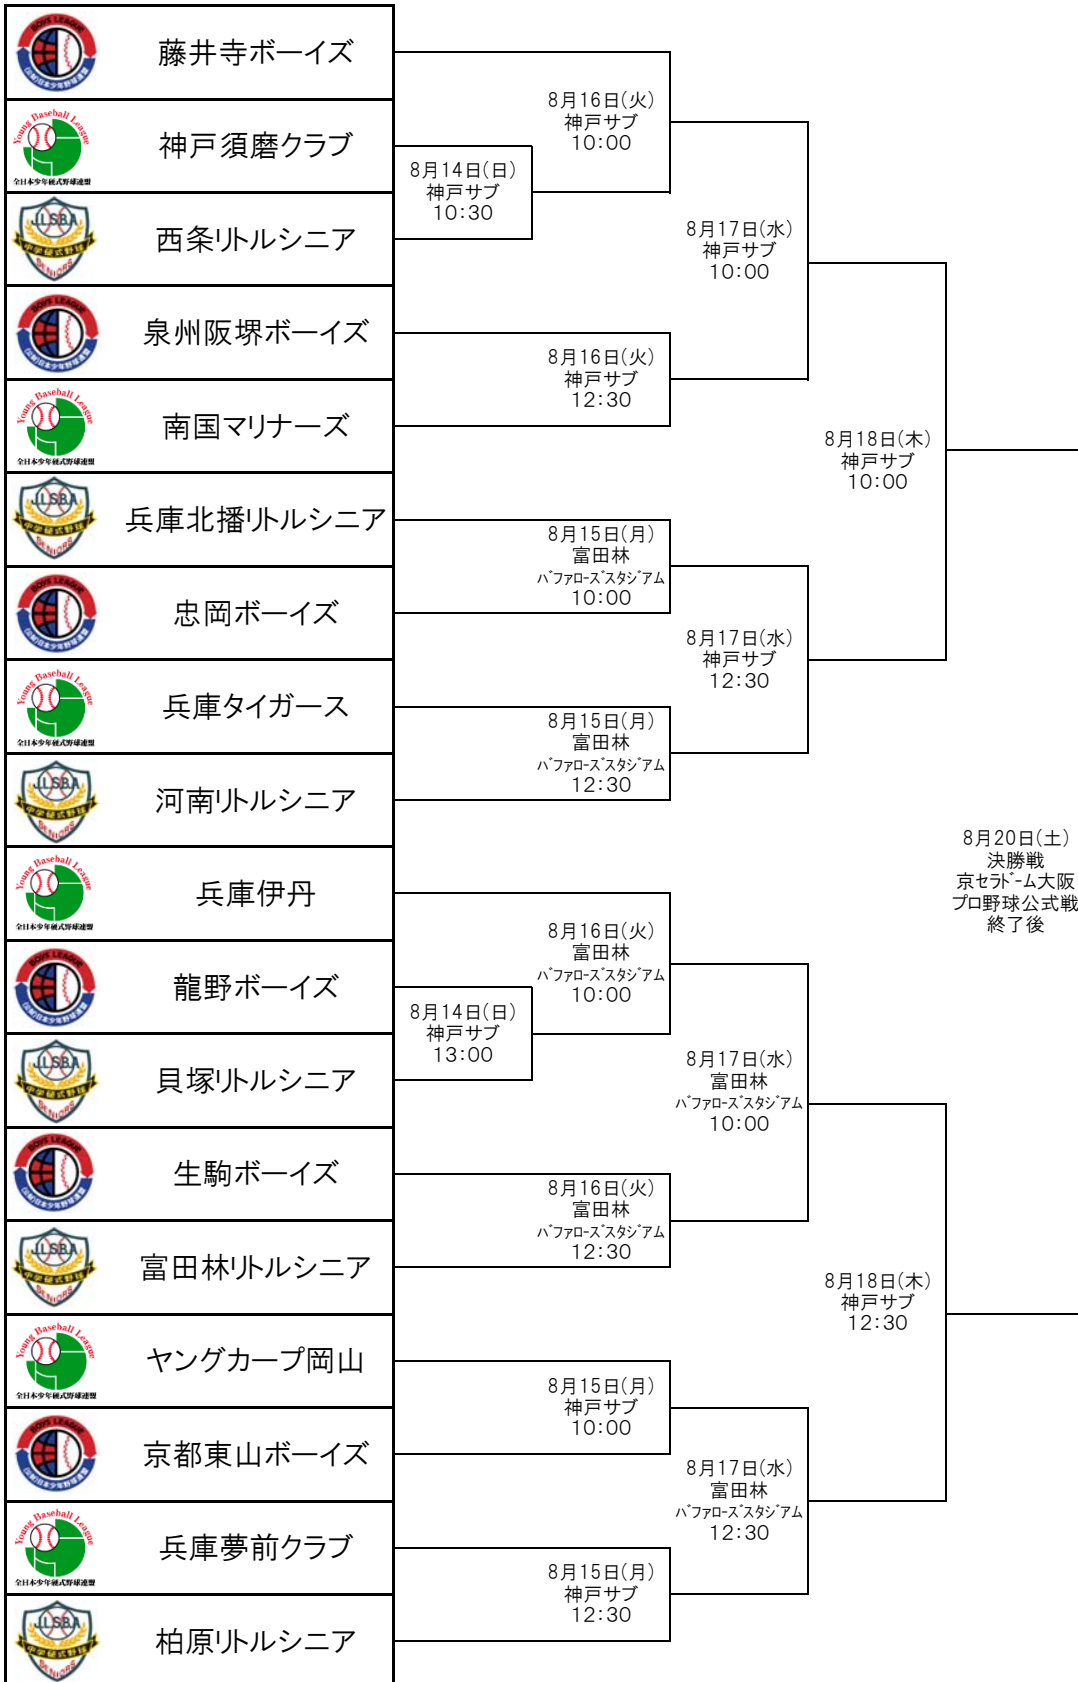 藤井寺ボーイズ
神戸須磨クラブ
西条リトルシニア
泉州阪堺ボーイズ
南国マリナーズ
兵庫北播リトルシニア
忠岡ボーイズ
兵庫タイガース
河南リトルシニア
兵庫伊丹
龍野ボーイズ
貝塚リトルシニア
生駒ボーイズ
富田林リトルシニア
ヤングカープ岡山
京都東山ボーイズ
兵庫夢前クラブ
柏原リトルシニア
8月14日(日)
神戸サブ
10:30
8月14日(日)
神戸サブ
13:00
8月16日(火)
神戸サブ
10:00
8月16日(火)
神戸サブ
12:30
8月15日(月)
富田林
ﾊﾞﾌｧﾛｰｽﾞｽﾀｼﾞｱﾑ
10:00
8月15日(月)
富田林
ﾊﾞﾌｧﾛｰｽﾞｽﾀｼﾞｱﾑ
12:30
8月16日(火)
富田林
ﾊﾞﾌｧﾛｰｽﾞｽﾀｼﾞｱﾑ
10:00
8月16日(火)
富田林
ﾊﾞﾌｧﾛｰｽﾞｽﾀｼﾞｱﾑ
12:30
8月15日(月)
神戸サブ
10:00
8月15日(月)
神戸サブ
12:30
8月17日(水)
神戸サブ
10:00
8月17日(水)
神戸サブ
12:30
8月17日(水)
富田林
ﾊﾞﾌｧﾛｰｽﾞｽﾀｼﾞｱﾑ
10:00
8月17日(水)
富田林
ﾊﾞﾌｧﾛｰｽﾞｽﾀｼﾞｱﾑ
12:30
8月18日(木)
神戸サブ
10:00
8月18日(木)
神戸サブ
12:30
8月20日(土)
決勝戦
京ｾﾗﾄﾞｰﾑ大阪
プロ野球公式戦
終了後